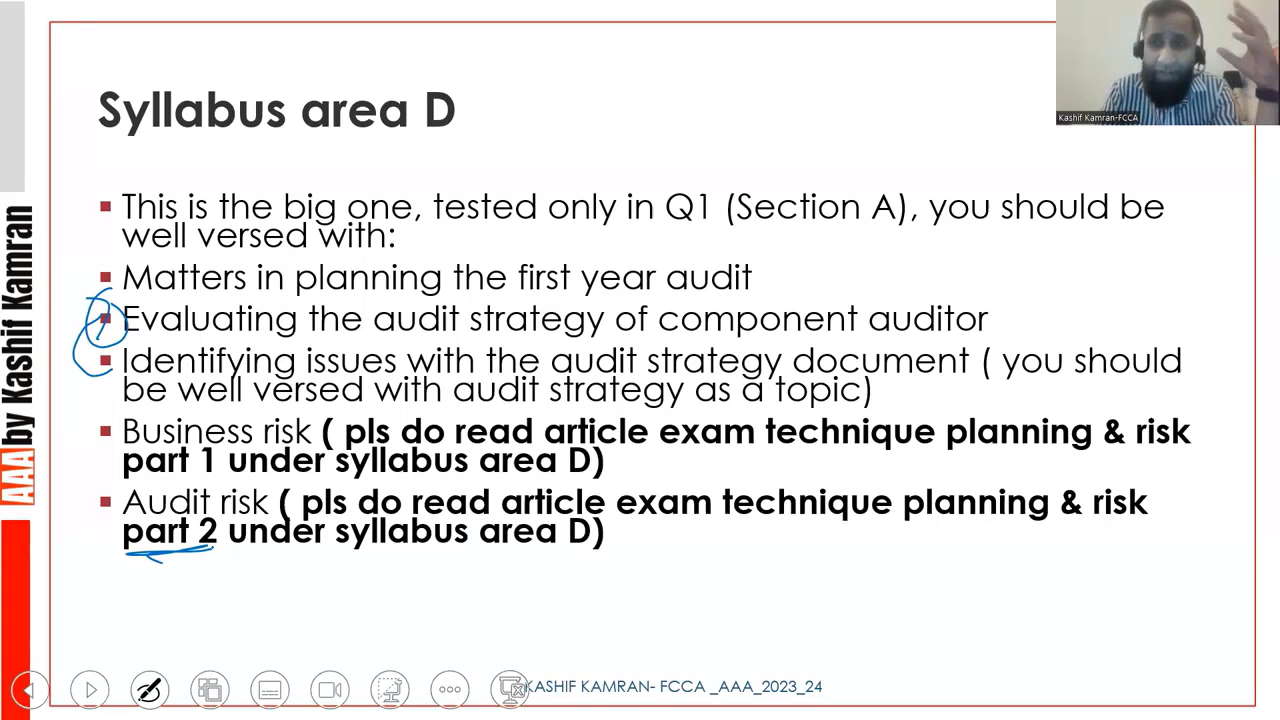 Kashif Kamran-FCCA
Syllabus area D
This is the big one, tested only in Q1 (Section A), you should be
well versed with:
Matters in planning the first year audit
Evaluating the audit strategy of component auditor
Identifying issues with the audit strategy document ( you should
be well versed with audit strategy as a topic)
Business risk ( pls do read article exam technique planning & risk
part 1 under syllabus area D)
Audit risk ( pls do read article exam technique planning & risk
part 2 under syllabus area D)
AAA by Kashif Kamran
KASHIF KAMRAN- FCCA _AAA_2023_24